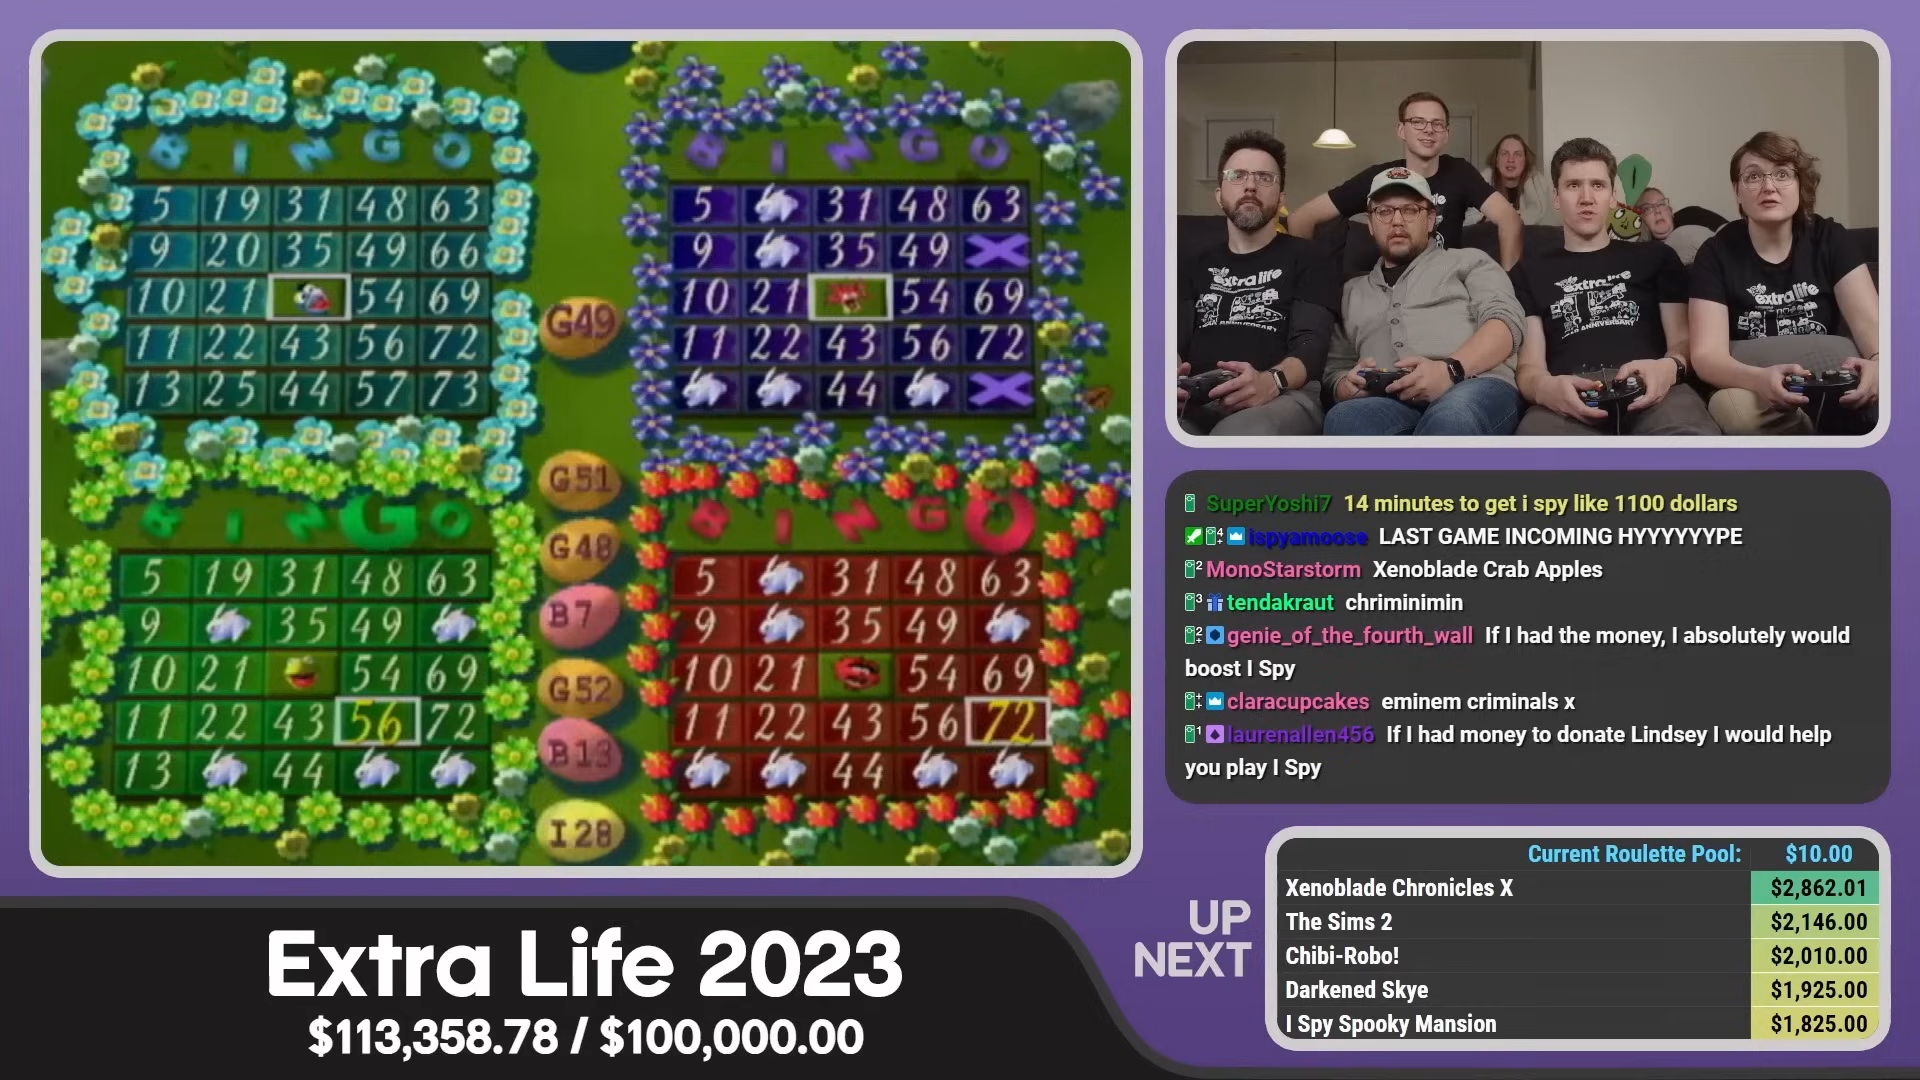 B I N G O
5 19 31 48 63
9 20 35 49 66
10 21 54 69
11 22 43 56 72
13 25 44 57 73
B I N G O
5 31 48 63
9 35 49 X
10 21 54 69
11 22 43 56 72
44 X
B I N G O
5 19 31 48 63
9 35 49
10 21 54 69
11 22 43 56 72
13 44
B I N G O
5 31 48 63
9 35 49
10 21 54 69
11 22 43 56 72
44
G49
G51
G48
B7
G52
B13
I28
extra life
extra
extra life
ANNIVERSARY
SuperYoshi7 14 minutes to get i spy like 1100 dollars
ispyamoose LAST GAME INCOMING HYYYYYYPE
MonoStarstorm Xenoblade Crab Apples
tendakraut chriminimin
genie_of_the_fourth_wall If I had the money, I absolutely would
boost I Spy
claracupcakes eminem criminals x
laurenallen456 If I had money to donate Lindsey I would help
you play I Spy
Extra Life 2023
$113,358.78 / $100,000.00
UP
NEXT
Current Roulette Pool: $10.00
Xenoblade Chronicles X $2,862.01
The Sims 2 $2,146.00
Chibi-Robo! $2,010.00
Darkened Skye $1,925.00
I Spy Spooky Mansion $1,825.00